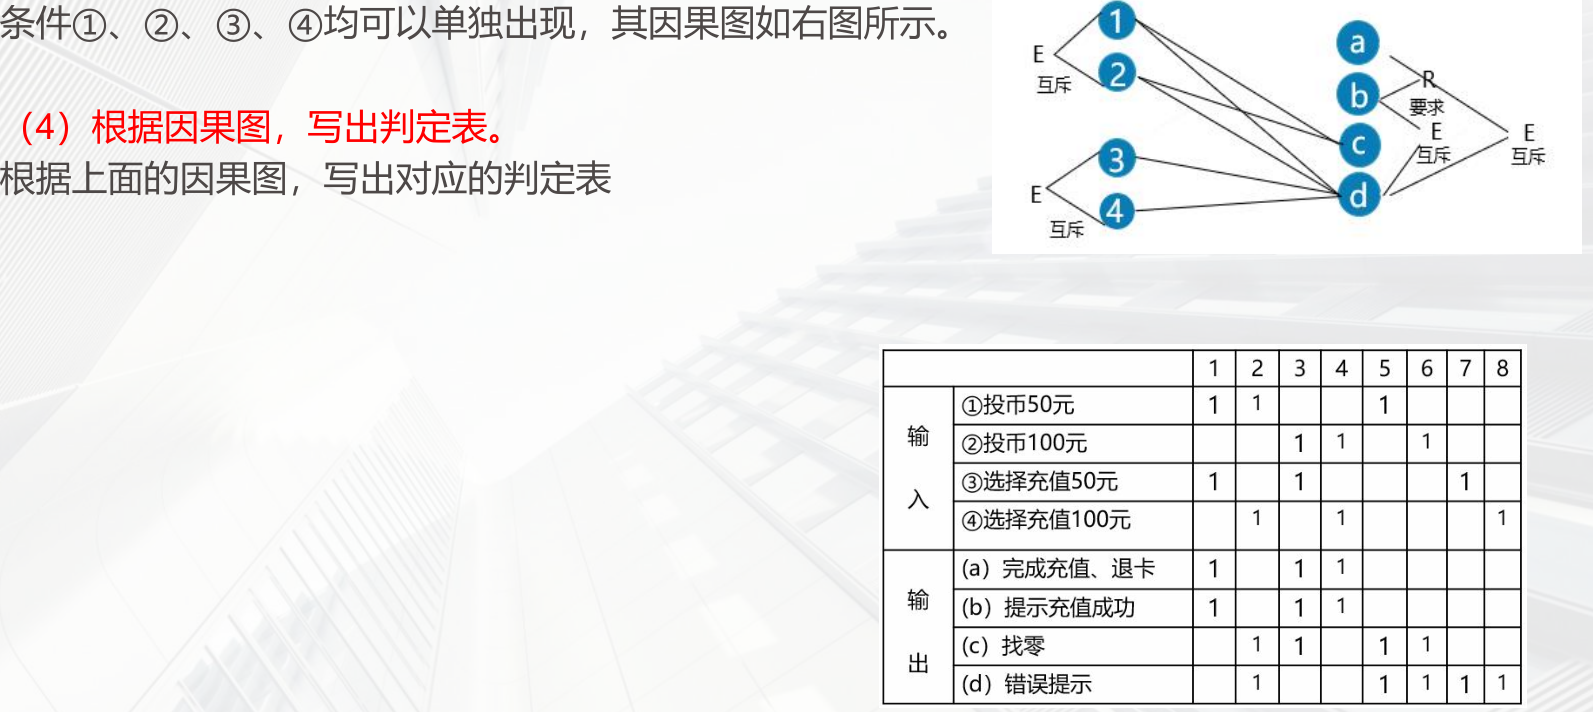 条件①、②、③、④均可以单独出现，其因果图如右图所示。
（4）根据因果图，写出判定表。
根据上面的因果图，写出对应的判定表
1
a
E
2
R
互斥
b
要求
E
E
c
互斥
互斥
3
d
E
4
互斥
1 2 3 4 5 6 7 8
输入
①投币50元 1 1 1
②投币100元 1 1 1
③选择充值50元 1 1 1
④选择充值100元 1 1 1
输出
(a）完成充值、退卡 1 1 1
(b）提示充值成功 1 1 1
(c）找零 1 1 1 1
(d）错误提示 1 1 1 1 1